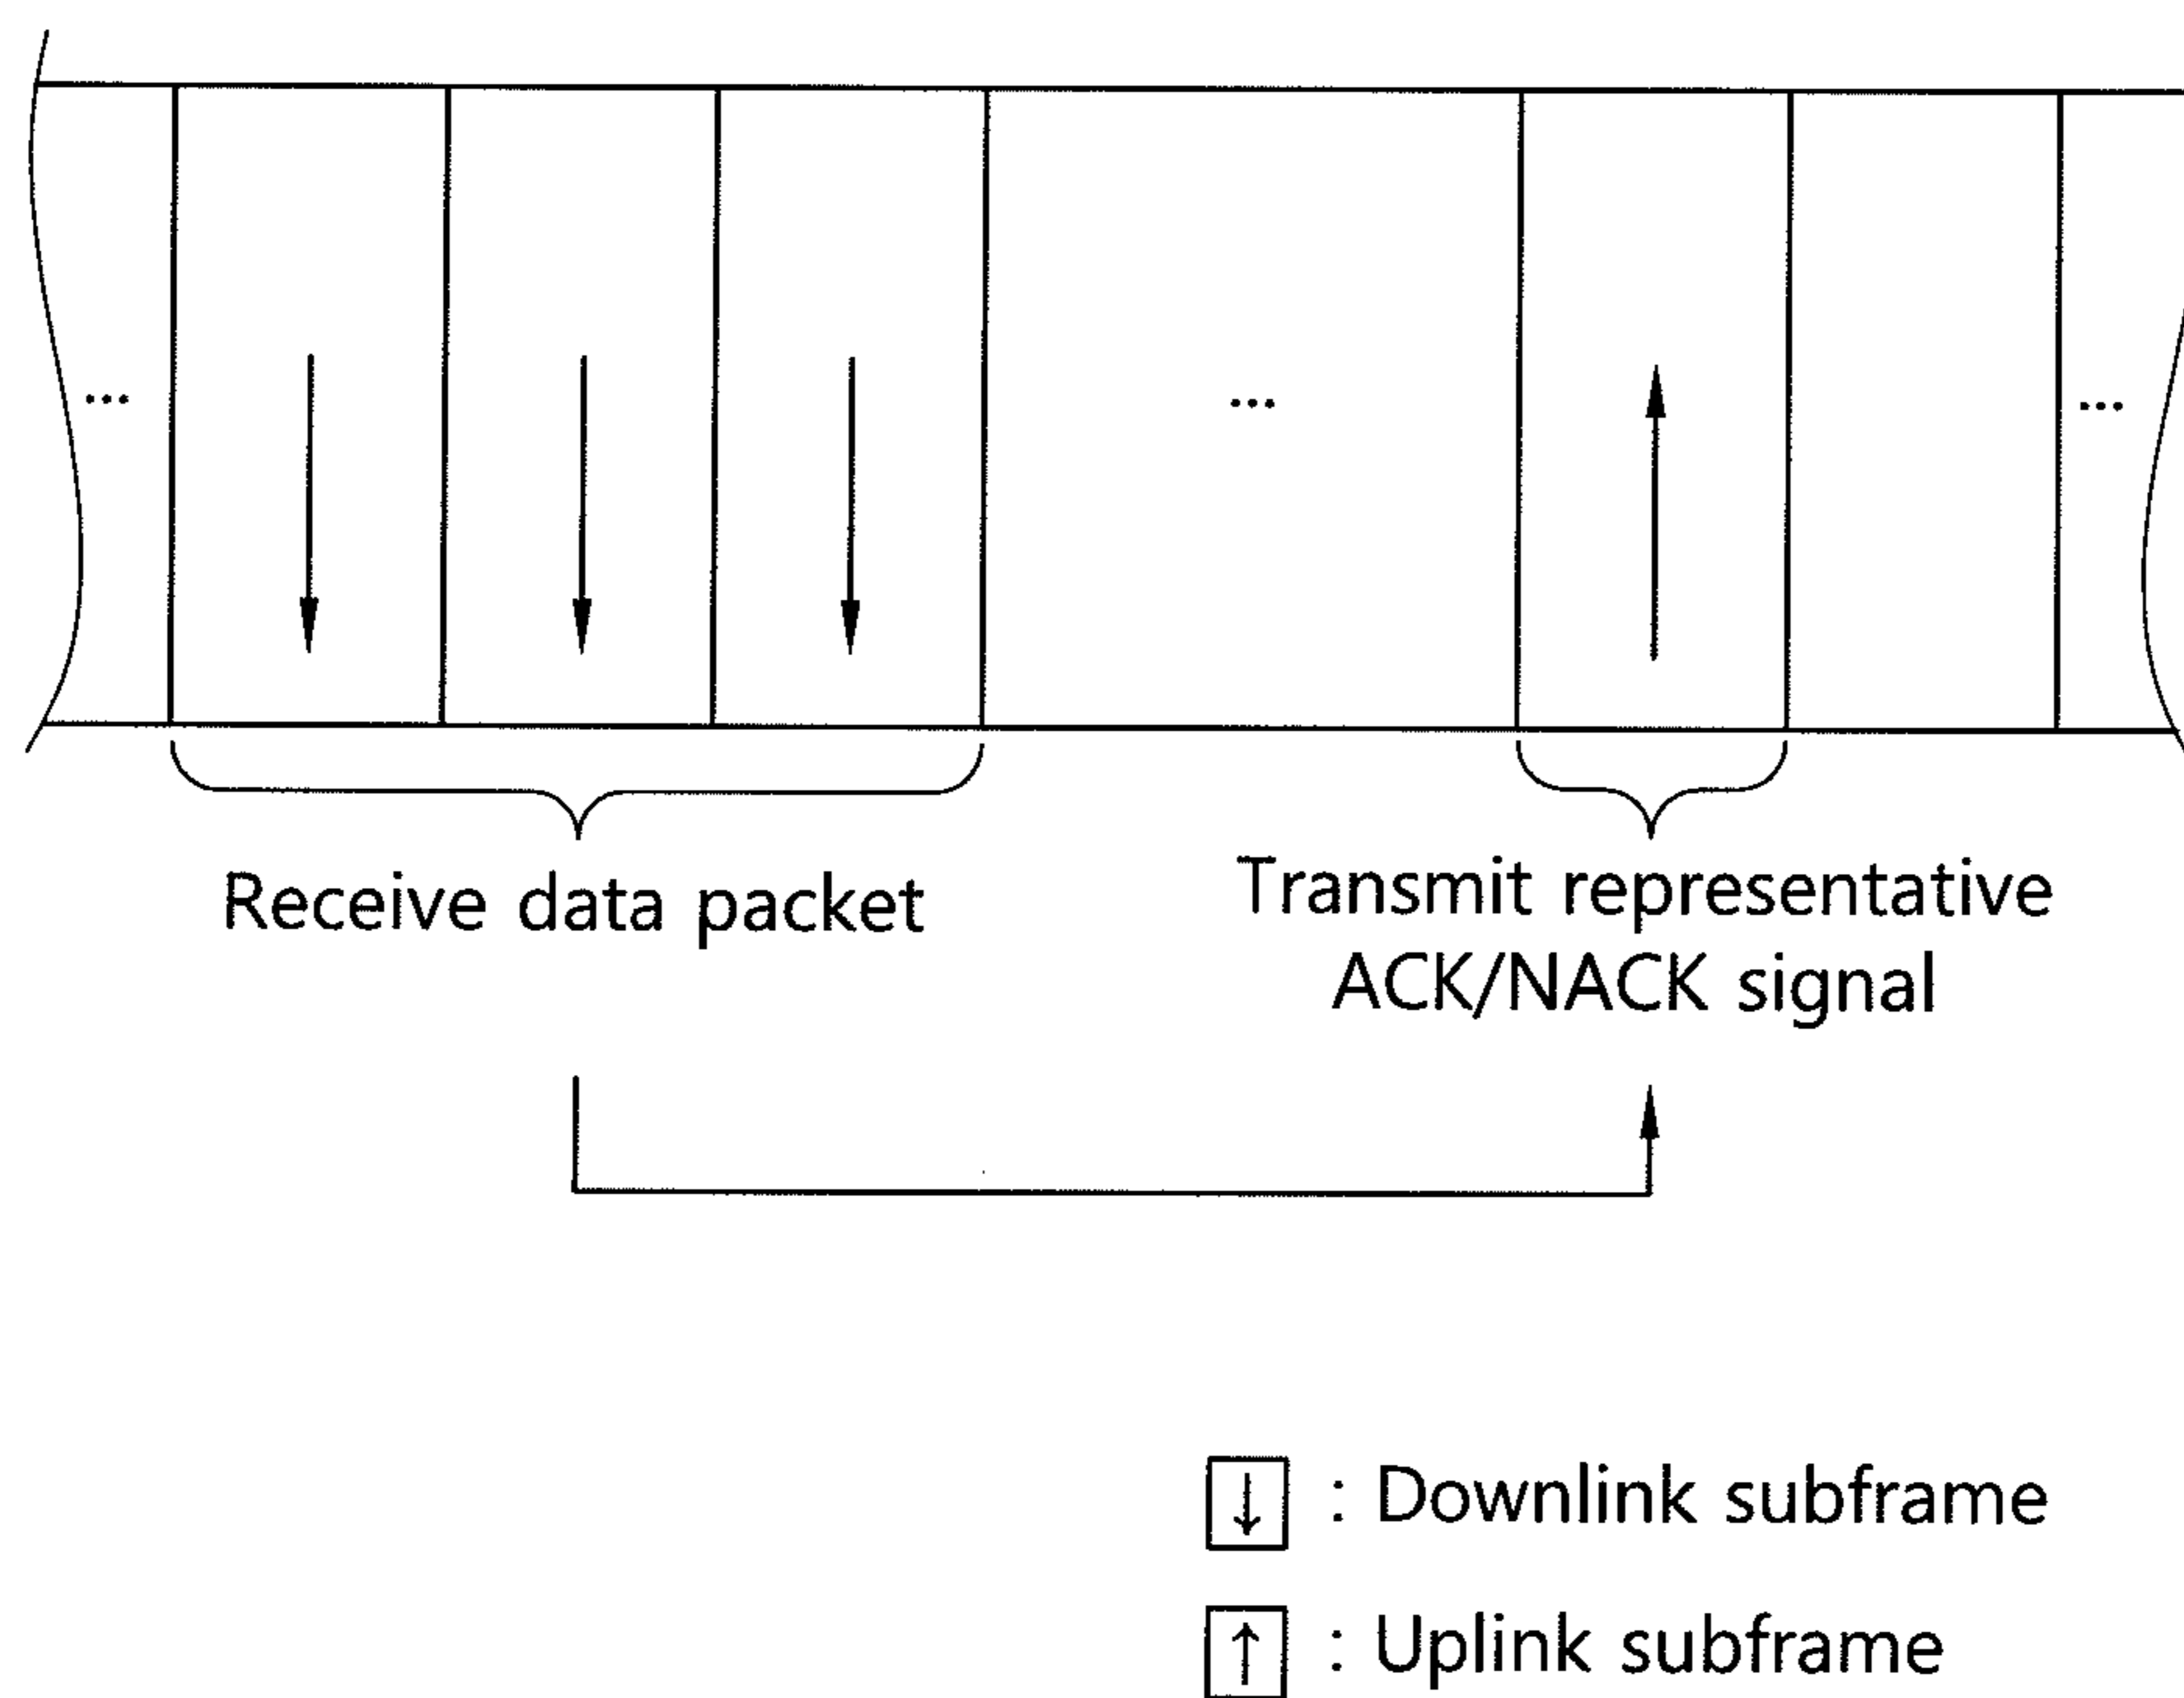 ... ... ...
Receive data packet
Transmit representative
ACK/NACK signal
↓ : Downlink subframe
↑ : Uplink subframe